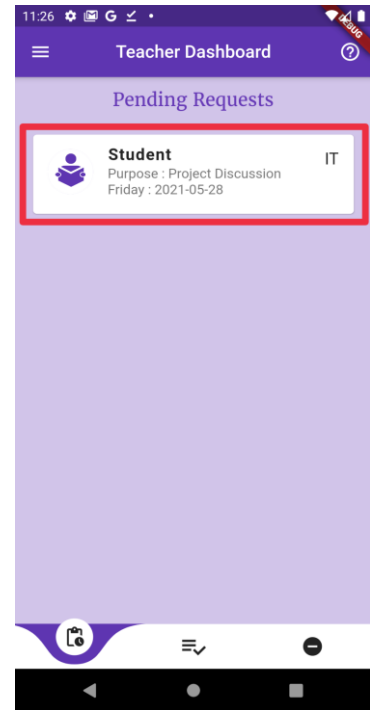 11:26 G
DEBUG
Teacher Dashboard
Pending Requests
Student IT
Purpose : Project Discussion
Friday : 2021-05-28